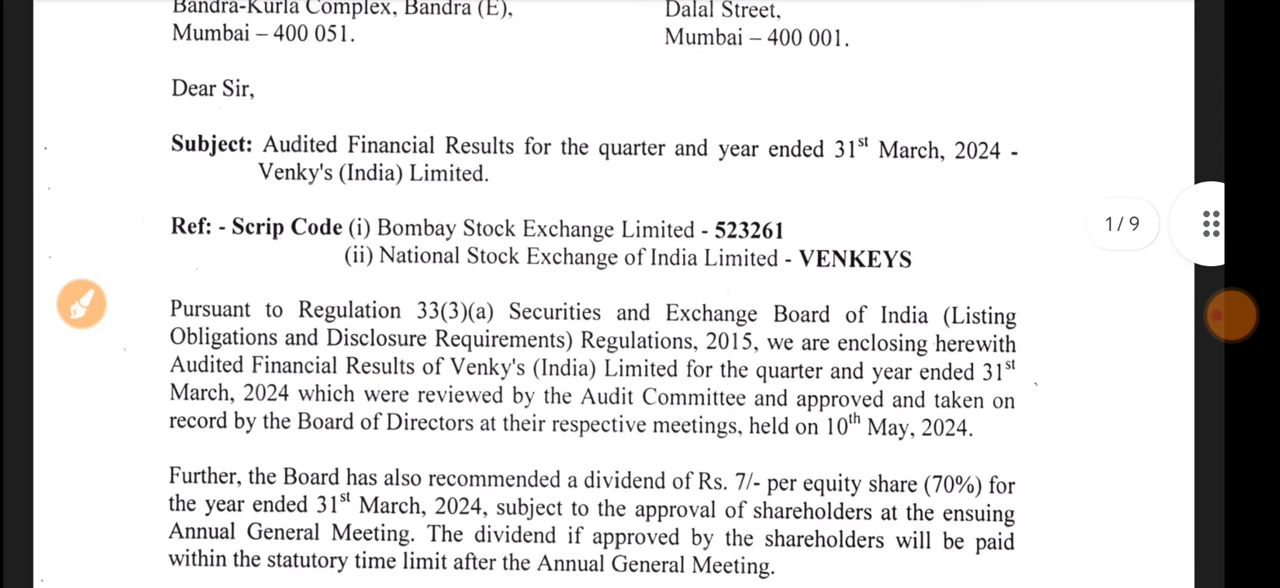 Bandra-Kurla Complex, Bandra (E),
Dalal Street,
Mumbai – 400 051.
Mumbai – 400 001.
Dear Sir,
Subject: Audited Financial Results for the quarter and year ended 31st March, 2024 -
Venky's (India) Limited.
Ref: - Scrip Code (i) Bombay Stock Exchange Limited - 523261
(ii) National Stock Exchange of India Limited - VENKEYS
1/9
Pursuant to Regulation 33(3)(a) Securities and Exchange Board of India (Listing
Obligations and Disclosure Requirements) Regulations, 2015, we are enclosing herewith
Audited Financial Results of Venky's (India) Limited for the quarter and year ended 31st
March, 2024 which were reviewed by the Audit Committee and approved and taken on
record by the Board of Directors at their respective meetings, held on 10th May, 2024.
Further, the Board has also recommended a dividend of Rs. 7/- per equity share (70%) for
the year ended 31st March, 2024, subject to the approval of shareholders at the ensuing
Annual General Meeting. The dividend if approved by the shareholders will be paid
within the statutory time limit after the Annual General Meeting.